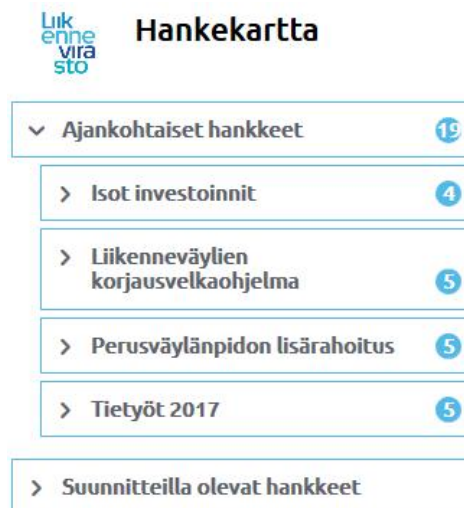 Liik
enne
vira
sto
Hankekartta
Ajankohtaiset hankkeet 19
Isot investoinnit 4
Liikenneväylien
korjausvelkaohjelma 5
Perusväylänpidon lisärahoitus 5
Tietyöt 2017 5
Suunnitteilla olevat hankkeet